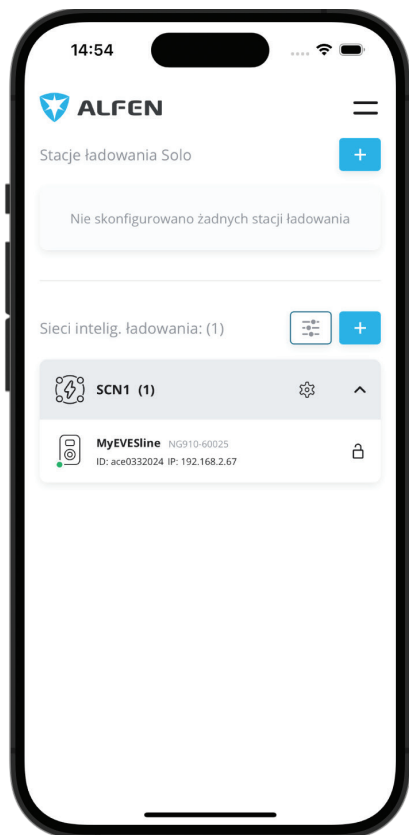 14:54
ALFEN
Stacje ładowania Solo
+
Nie skonfigurowano żadnych stacji ładowania
Sieci intelig. ładowania: (1)
+
SCN1 (1)
MyEVESline NG910-60025
ID: ace0332024 IP: 192.168.2.67